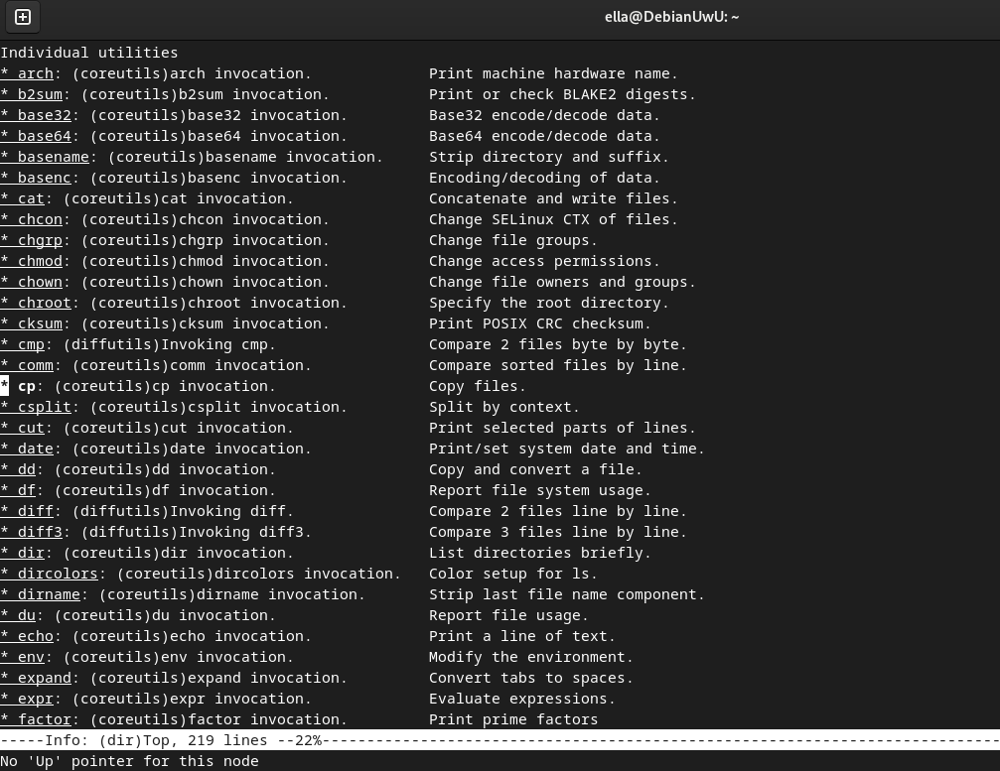 ella@DebianUwU: ~
Individual utilities
* arch: (coreutils)arch invocation.             Print machine hardware name.
* b2sum: (coreutils)b2sum invocation.           Print or check BLAKE2 digests.
* base32: (coreutils)base32 invocation.         Base32 encode/decode data.
* base64: (coreutils)base64 invocation.         Base64 encode/decode data.
* basename: (coreutils)basename invocation.     Strip directory and suffix.
* basenc: (coreutils)basenc invocation.         Encoding/decoding of data.
* cat: (coreutils)cat invocation.               Concatenate and write files.
* chcon: (coreutils)chcon invocation.           Change SELinux CTX of files.
* chgrp: (coreutils)chgrp invocation.           Change file groups.
* chmod: (coreutils)chmod invocation.           Change access permissions.
* chown: (coreutils)chown invocation.           Change file owners and groups.
* chroot: (coreutils)chroot invocation.         Specify the root directory.
* cksum: (coreutils)cksum invocation.           Print POSIX CRC checksum.
* cmp: (diffutils)Invoking cmp.                 Compare 2 files byte by byte.
* comm: (coreutils)comm invocation.             Compare sorted files by line.
* cp: (coreutils)cp invocation.                 Copy files.
* csplit: (coreutils)csplit invocation.         Split by context.
* cut: (coreutils)cut invocation.               Print selected parts of lines.
* date: (coreutils)date invocation.             Print/set system date and time.
* dd: (coreutils)dd invocation.                 Copy and convert a file.
* df: (coreutils)df invocation.                 Report file system usage.
* diff: (diffutils)Invoking diff.               Compare 2 files line by line.
* diff3: (diffutils)Invoking diff3.             Compare 3 files line by line.
* dir: (coreutils)dir invocation.               List directories briefly.
* dircolors: (coreutils)dircolors invocation.   Color setup for ls.
* dirname: (coreutils)dirname invocation.       Strip last file name component.
* du: (coreutils)du invocation.                 Report file usage.
* echo: (coreutils)echo invocation.             Print a line of text.
* env: (coreutils)env invocation.               Modify the environment.
* expand: (coreutils)expand invocation.         Convert tabs to spaces.
* expr: (coreutils)expr invocation.             Evaluate expressions.
* factor: (coreutils)factor invocation.         Print prime factors
-----Info: (dir)Top, 219 lines --22%----------------------------------------------------------------------------
No 'Up' pointer for this node